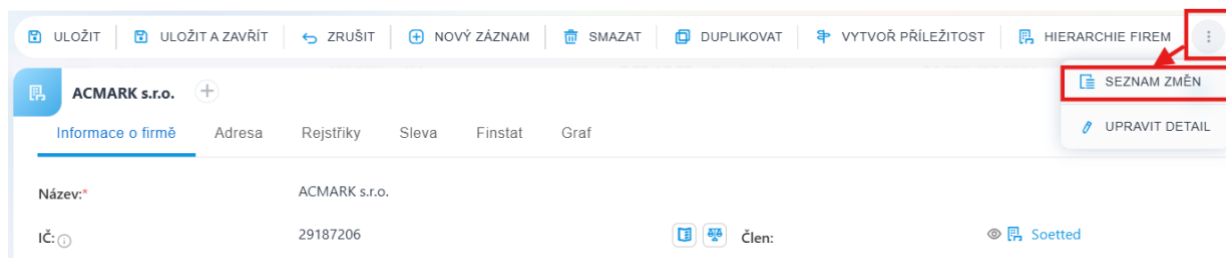 ULOŽIT ULOŽIT A ZAVŘÍT ZRUŠIT NOVÝ ZÁZNAM SMAZAT DUPLIKOVAT VYTVOŘ PŘÍLEŽITOST HIERARCHIE FIREM
SEZNAM ZMĚN
ACMARK s.r.o.
UPRAVIT DETAIL
Informace o firmě Adresa Rejstřiky Sleva Finstat Graf
Název:* ACMARK s.r.o.
IČ: 29187206 Člen: Soetted